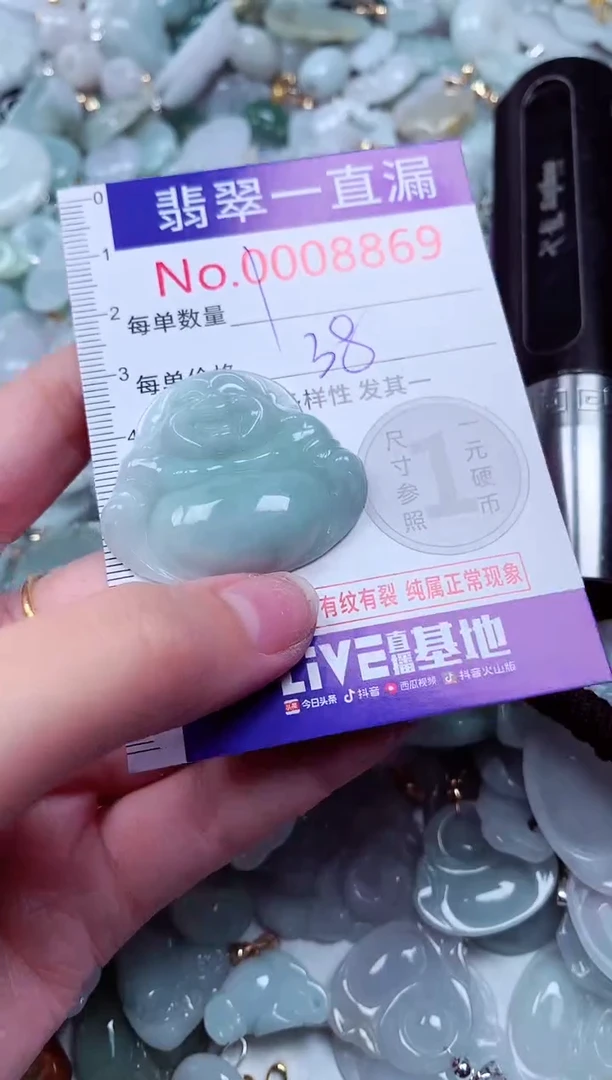 翡翠一直漏
No.0008869
0
1
2
3
4
每单数量 1
每单价格 38
样性 发其一
尺寸参照
1
一元硬币
有纹有裂 纯属正常现象
LIVE直播基地
今日头条 抖音 西瓜视频 抖音火山版